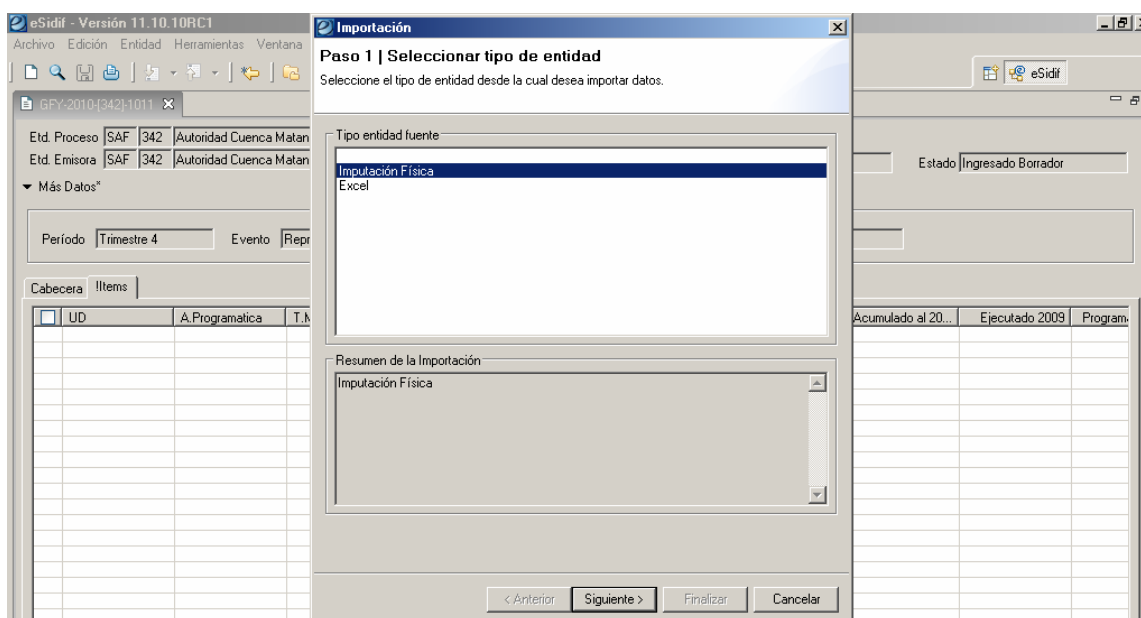 eSidif - Versión 11.10.10RC1
Archivo Edición Entidad Herramientas Ventana
eSidif
GFY-2010-[342]-1011
Etd. Proceso SAF 342 Autoridad Cuenca Matan
Etd. Emisora SAF 342 Autoridad Cuenca Matan
Estado Ingresado Borrador
Más Datos*
Período Trimestre 4 Evento Repr
Cabecera !Items
UD A.Programatica T.M Acumulado al 20... Ejecutado 2009 Program
Importación
Paso 1 | Seleccionar tipo de entidad
Seleccione el tipo de entidad desde la cual desea importar datos.
Tipo entidad fuente
Imputación Física
Excel
Resumen de la Importación
Imputación Física
< Anterior Siguiente > Finalizar Cancelar